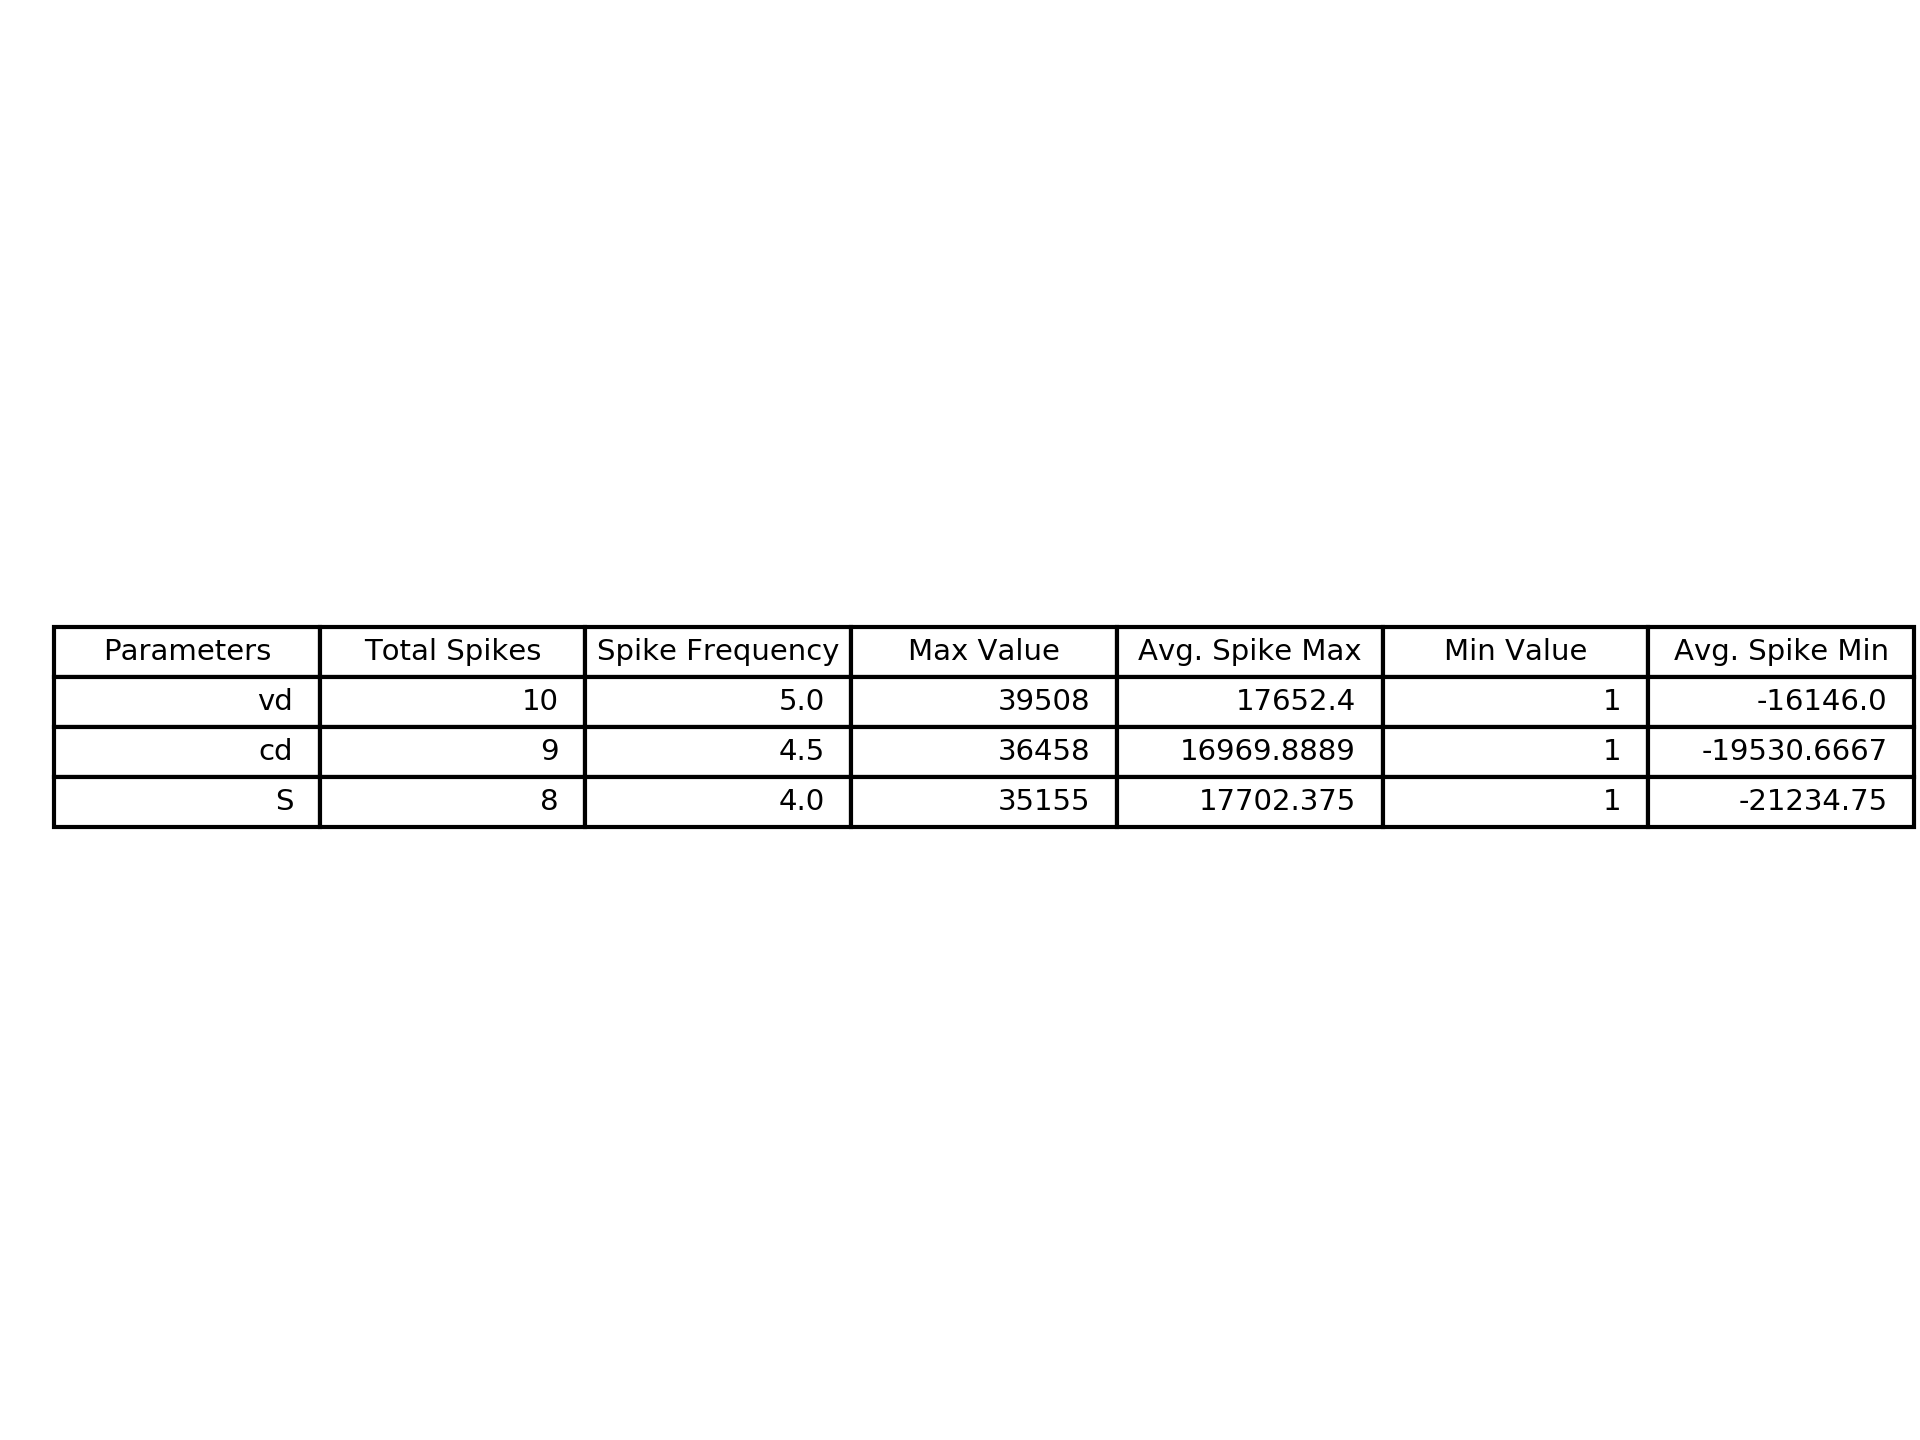 Parameters Total Spikes Spike Frequency Max Value Avg. Spike Max Min Value Avg. Spike Min
vd 10 5.0 39508 17652.4 1 -16146.0
cd 9 4.5 36458 16969.8889 1 -19530.6667
S 8 4.0 35155 17702.375 1 -21234.75